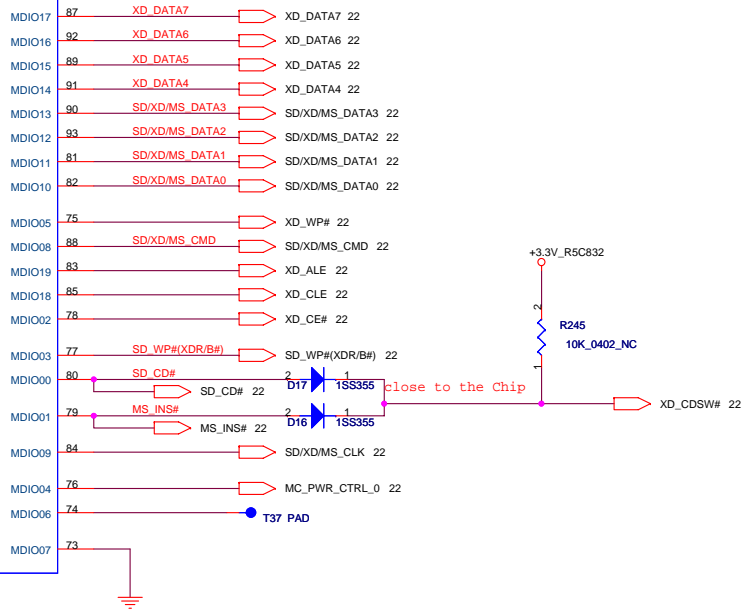 MDIO17 87 XD_DATA7 XD_DATA7 22
MDIO16 92 XD_DATA6 XD_DATA6 22
MDIO15 89 XD_DATA5 XD_DATA5 22
MDIO14 91 XD_DATA4 XD_DATA4 22
MDIO13 90 SD/XD/MS_DATA3 SD/XD/MS_DATA3 22
MDIO12 93 SD/XD/MS_DATA2 SD/XD/MS_DATA2 22
MDIO11 81 SD/XD/MS_DATA1 SD/XD/MS_DATA1 22
MDIO10 82 SD/XD/MS_DATA0 SD/XD/MS_DATA0 22
MDIO05 75 XD_WP# 22
MDIO08 88 SD/XD/MS_CMD SD/XD/MS_CMD 22
+3.3V_R5C832
MDIO19 83 XD_ALE 22
MDIO18 85 XD_CLE 22
2
MDIO02 78 XD_CE# 22
R245
10K_0402_NC
MDIO03 77 SD_WP#(XDR/B#) SD_WP#(XDR/B#) 22
1
MDIO00 80 SD_CD# 2 1
D17 1SS355
close to the Chip
SD_CD# 22
XD_CDSW# 22
MDIO01 79 MS_INS# 2 1
D16 1SS355
MS_INS# 22
MDIO09 84 SD/XD/MS_CLK 22
MDIO04 76 MC_PWR_CTRL_0 22
MDIO06 74
T37 PAD
MDIO07 73